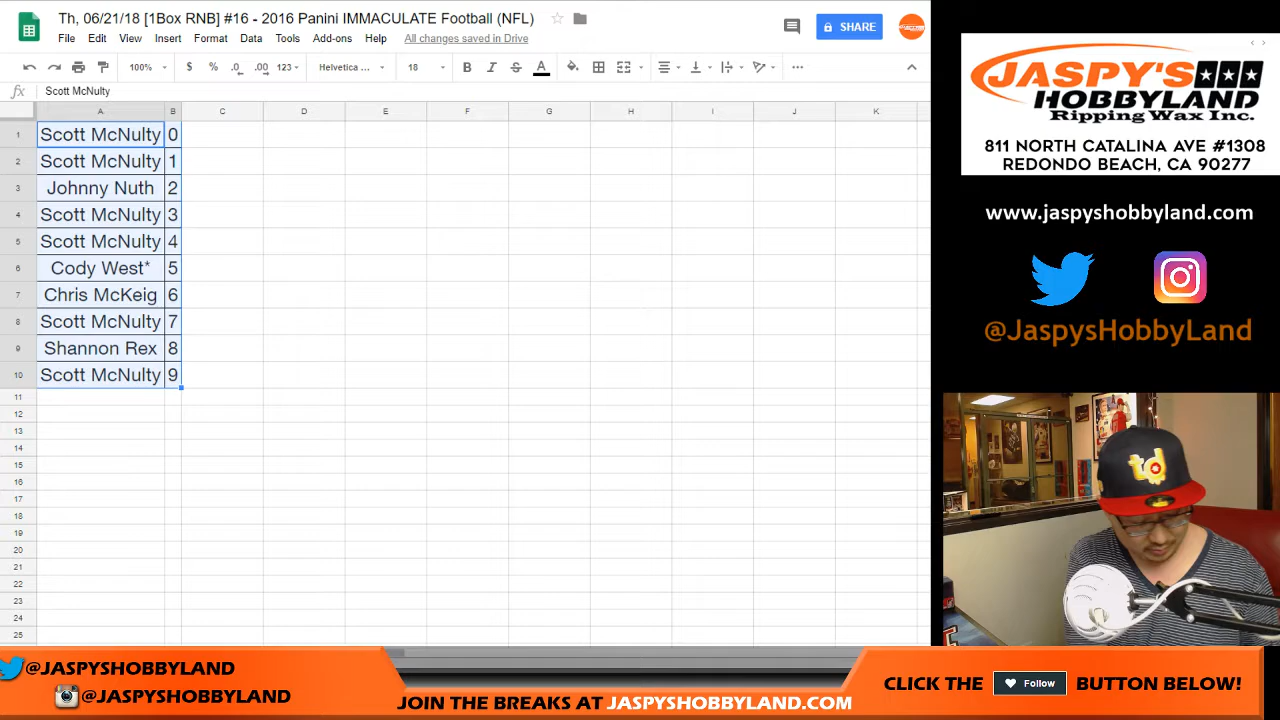 Th, 06/21/18 [1Box RNB] #16 - 2016 Panini IMMACULATE Football (NFL)
File Edit View Insert Format Data Tools Add-ons Help All changes saved in Drive
SHARE
100% $ % .0 .00 123 Helvetica ... 18 B I S A
fx Scott McNulty
A B C D E F G H I J K
1 Scott McNulty 0
2 Scott McNulty 1
3 Johnny Nuth 2
4 Scott McNulty 3
5 Scott McNulty 4
6 Cody West* 5
7 Chris McKeig 6
8 Scott McNulty 7
9 Shannon Rex 8
10 Scott McNulty 9
11
12
13
14
15
16
17
18
19
20
21
22
23
24
25
JASPY'S
HOBBYLAND
Ripping Wax Inc.
811 NORTH CATALINA AVE #1308
REDONDO BEACH, CA 90277
www.jaspyshobbyland.com
@JaspysHobbyLand
td
@JASPYSHOBBYLAND
@JASPYSHOBBYLAND
JOIN THE BREAKS AT JASPYSHOBBYLAND.COM
CLICK THE Follow BUTTON BELOW!